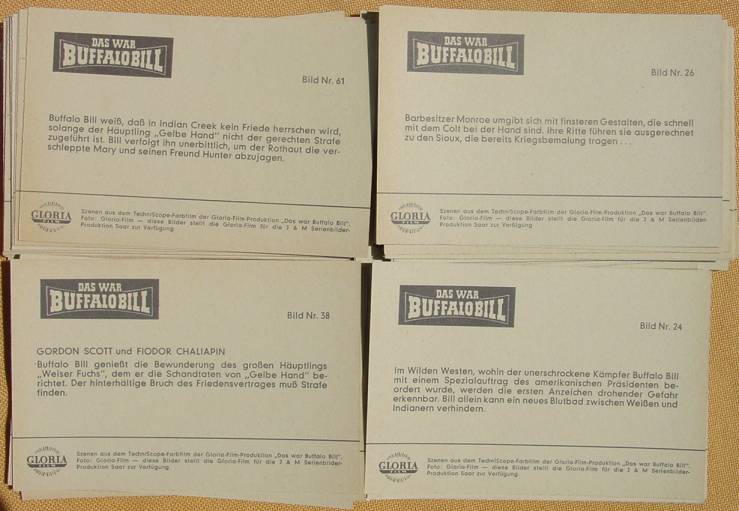 DAS WAR
BUFFALO BILL
Bild Nr. 61
Buffalo Bill weiß, daß in Indian Creek kein Friede herrschen wird,
solange der Häuptling „Gelbe Hand" nicht der gerechten Strafe
zugeführt ist. Bill verfolgt ihn unerbittlich, um der Rothaut die ver-
schleppte Mary und seinen Freund Hunter abzujagen.
GLORIA
FILM
Szenen aus dem TechniScope-Farbfilm der Gloria-Film-Produktion „Das war Buffalo Bill".
Foto: Gloria-Film — diese Bilder stellt die Gloria-Film für die J & M Serienbilder-
Produktion Saar zur Verfügung
DAS WAR
BUFFALO BILL
Bild Nr. 26
Barbesitzer Monroe umgibt sich mit finsteren Gestalten, die schnell
mit dem Colt bei der Hand sind. Ihre Ritte führen sie ausgerechnet
zu den Sioux, die bereits Kriegsbemalung tragen . . .
GLORIA
FILM
Szenen aus dem TechniScope-Farbfilm der Gloria-Film-Produktion „Das war Buffalo Bill".
Foto: Gloria-Film — diese Bilder stellt die Gloria-Film für die J & M Serienbilder-
Produktion Saar zur Verfügung
DAS WAR
BUFFALO BILL
Bild Nr. 38
GORDON SCOTT und FIODOR CHALIAPIN
Buffalo Bill genießt die Bewunderung des großen Häuptlings
„Weiser Fuchs", dem er die Schandtaten von „Gelbe Hand" be-
richtet. Der hinterhältige Bruch des Friedensvertrages muß Strafe
finden.
GLORIA
FILM
Szenen aus dem TechniScope-Farbfilm der Gloria-Film-Produktion „Das war Buffalo Bill".
Foto: Gloria-Film — diese Bilder stellt die Gloria-Film für die J & M Serienbilder-
Produktion Saar zur Verfügung
DAS WAR
BUFFALO BILL
Bild Nr. 24
Im Wilden Westen, wohin der unerschrockene Kämpfer Buffalo Bill
mit einem Spezialauftrag des amerikanischen Präsidenten be-
ordert wurde, werden die ersten Anzeichen drohender Gefahr
erkennbar. Bill allein kann ein neues Blutbad zwischen Weißen und
Indianern verhindern.
GLORIA
FILM
Szenen aus dem TechniScope-Farbfilm der Gloria-Film-Produktion „Das war Buffalo Bill".
Foto: Gloria-Film — diese Bilder stellt die Gloria-Film für die J & M Serienbilder-
Produktion Saar zur Verfügung